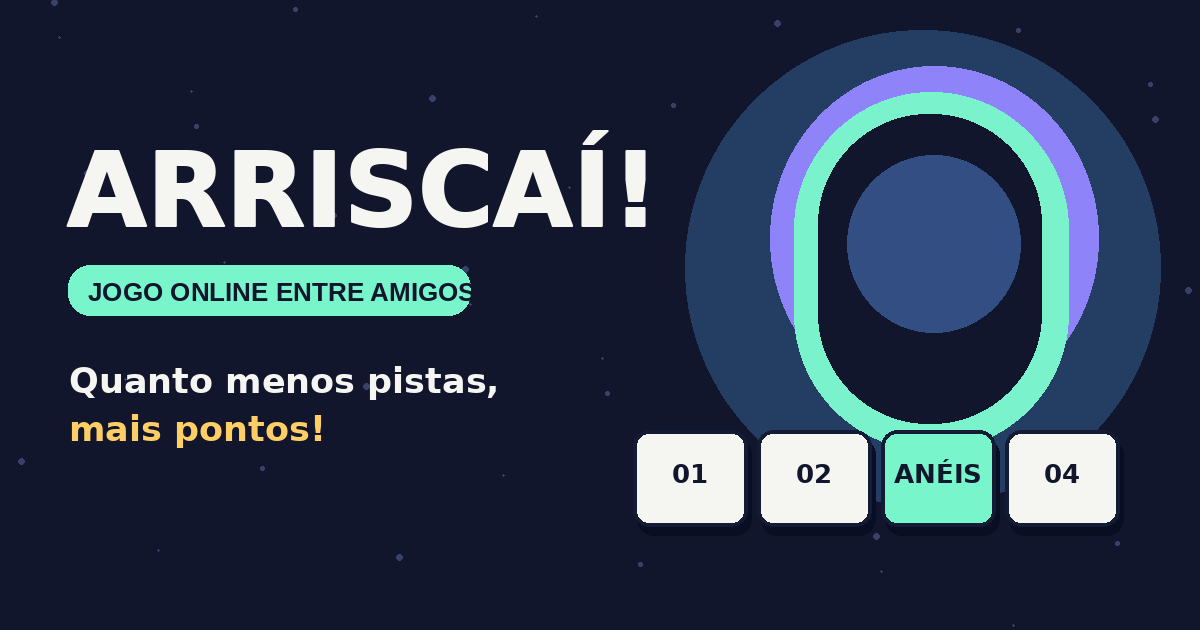 ARRISCAÍ!
JOGO ONLINE ENTRE AMIGOS
Quanto menos pistas,
mais pontos!
01 02 ANÉIS 04